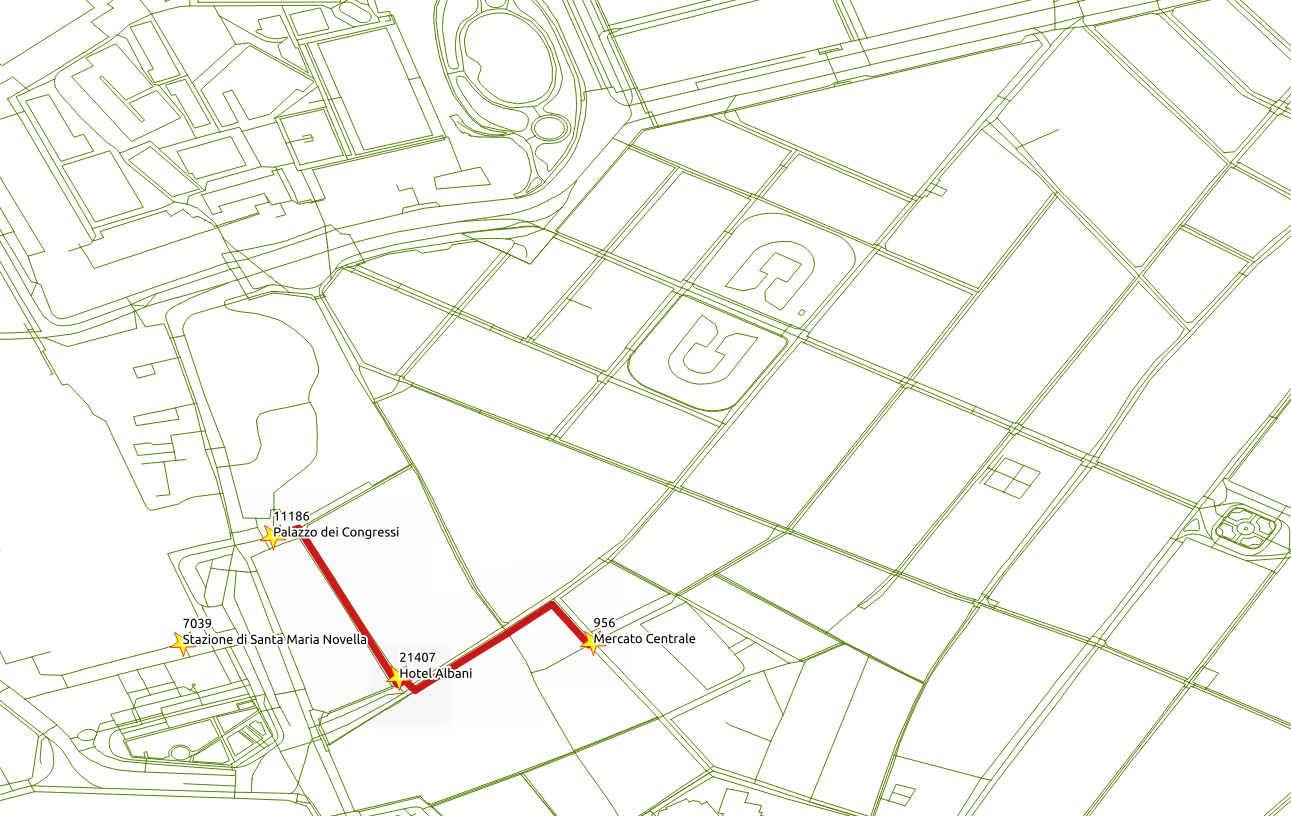 11186
Palazzo dei Congressi
7039
Stazione di Santa Maria Novella
956
Mercato Centrale
21407
Hotel Albani